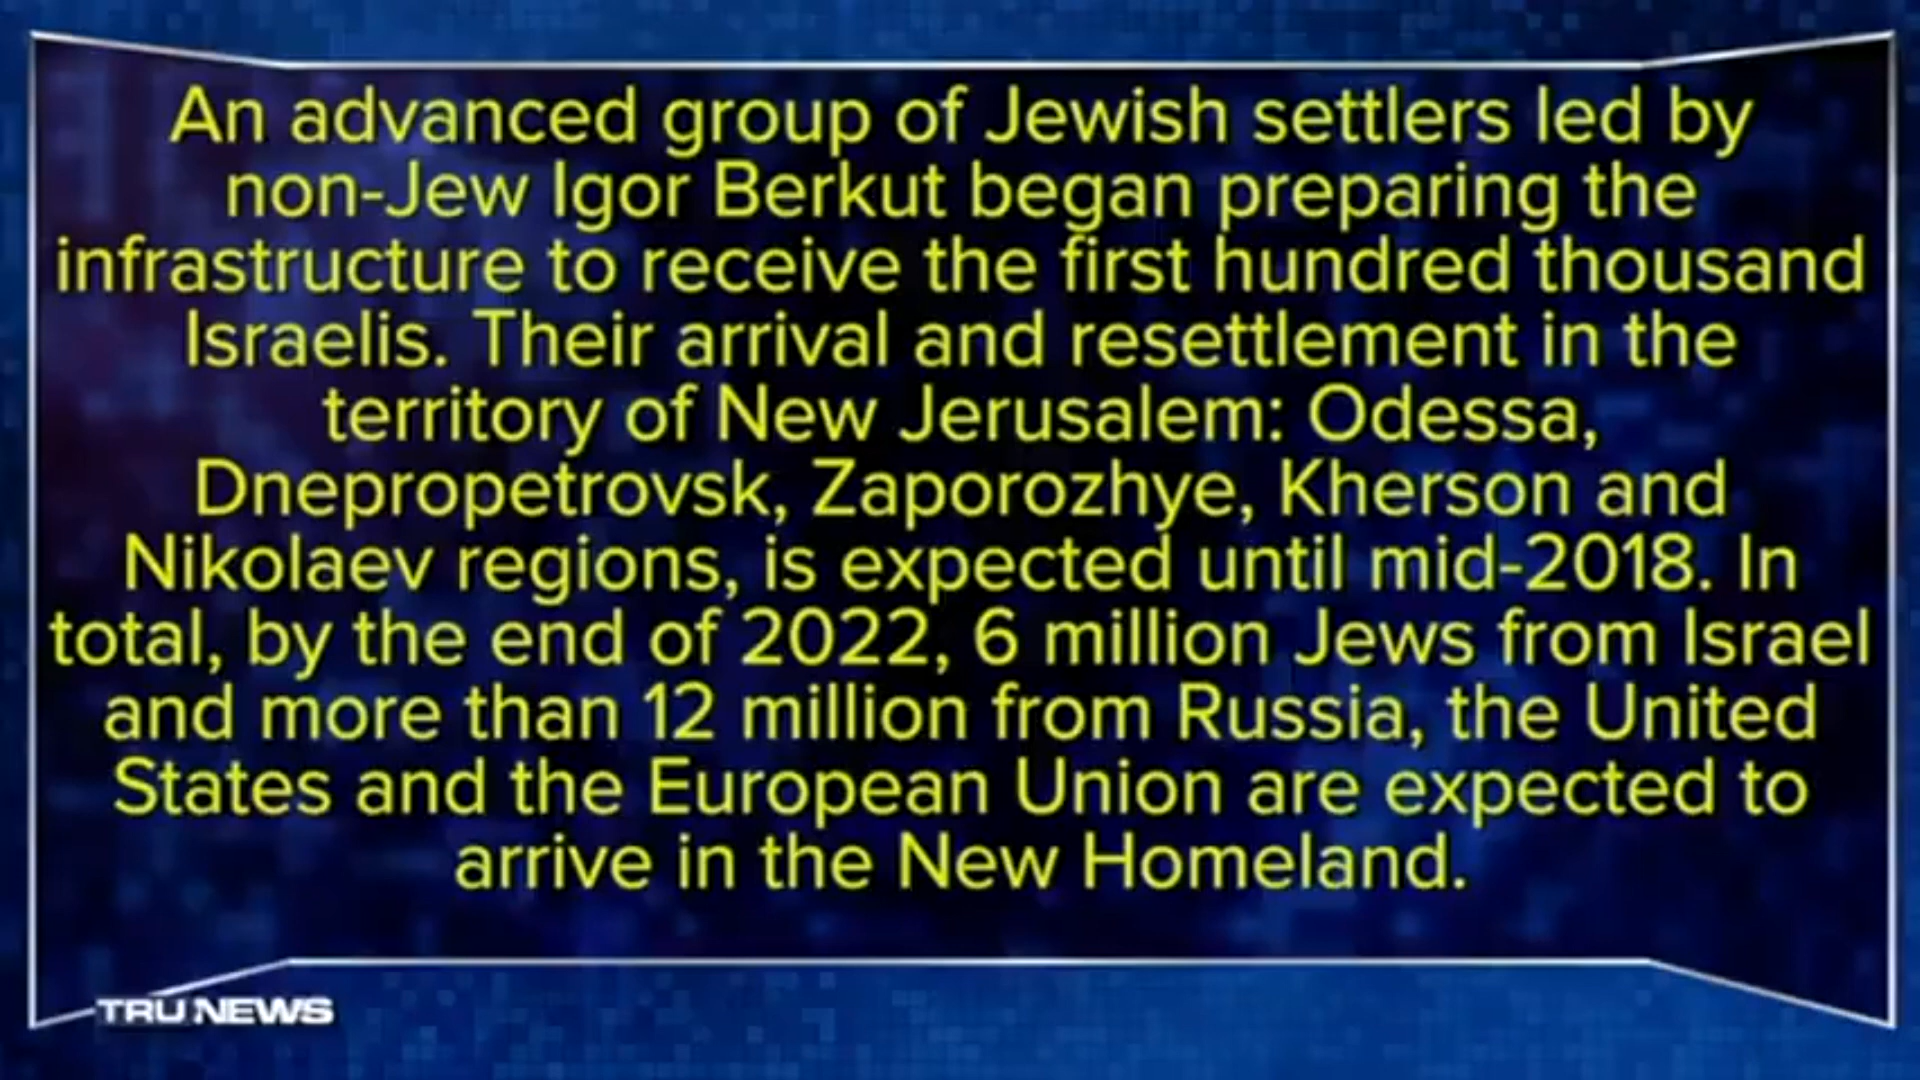 An advanced group of Jewish settlers led by
non-Jew Igor Berkut began preparing the
infrastructure to receive the first hundred thousand
Israelis. Their arrival and resettlement in the
territory of New Jerusalem: Odessa,
Dnepropetrovsk, Zaporozhye, Kherson and
Nikolaev regions, is expected until mid-2018. In
total, by the end of 2022, 6 million Jews from Israel
and more than 12 million from Russia, the United
States and the European Union are expected to
arrive in the New Homeland.
TRUNEWS